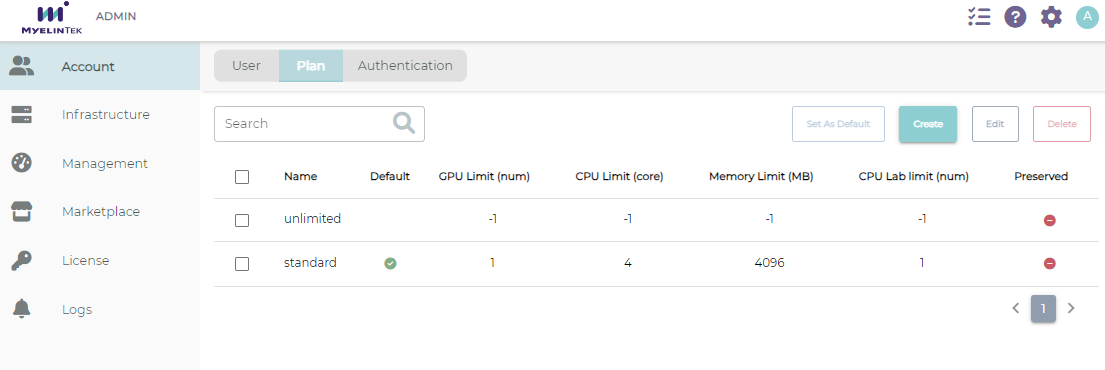 MYELINTEK
ADMIN
A
Account
Infrastructure
Management
Marketplace
License
Logs
User Plan Authentication
Search
Set As Default Create Edit Delete
Name Default GPU Limit (num) CPU Limit (core) Memory Limit (MB) CPU Lab limit (num) Preserved
unlimited -1 -1 -1 -1
standard 1 4 4096 1
1